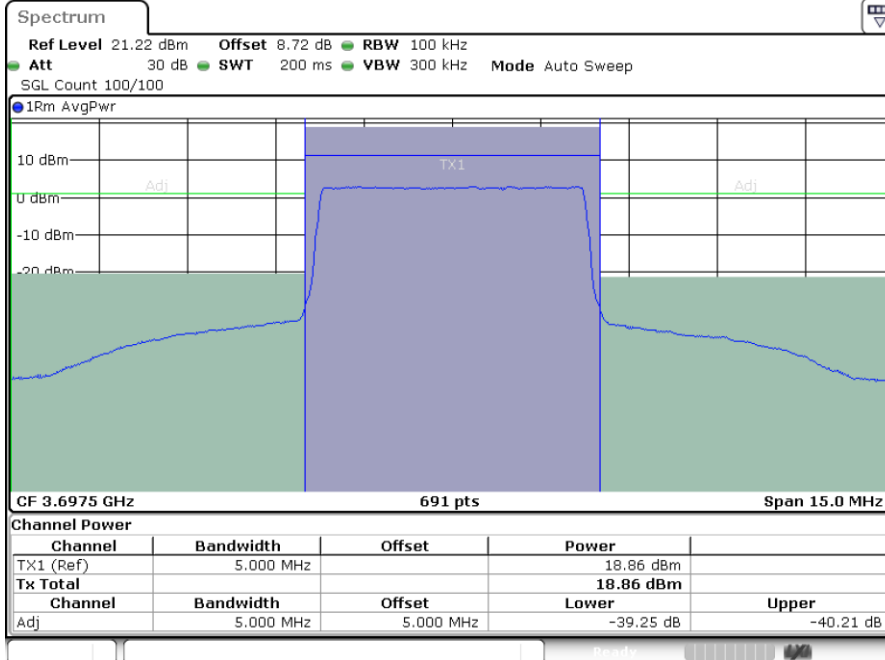 Spectrum
Ref Level 21.22 dBm Offset 8.72 dB RBW 100 kHz
Att 30 dB SWT 200 ms VBW 300 kHz Mode Auto Sweep
SGL Count 100/100
1Rm AvgPwr
10 dBm
TX1
Adj Adj
0 dBm
-10 dBm
-20 dBm
CF 3.6975 GHz 691 pts Span 15.0 MHz
Channel Power
Channel Bandwidth Offset Power
TX1 (Ref) 5.000 MHz 18.86 dBm
Tx Total 18.86 dBm
Channel Bandwidth Offset Lower Upper
Adj 5.000 MHz 5.000 MHz -39.25 dB -40.21 dB
Ready